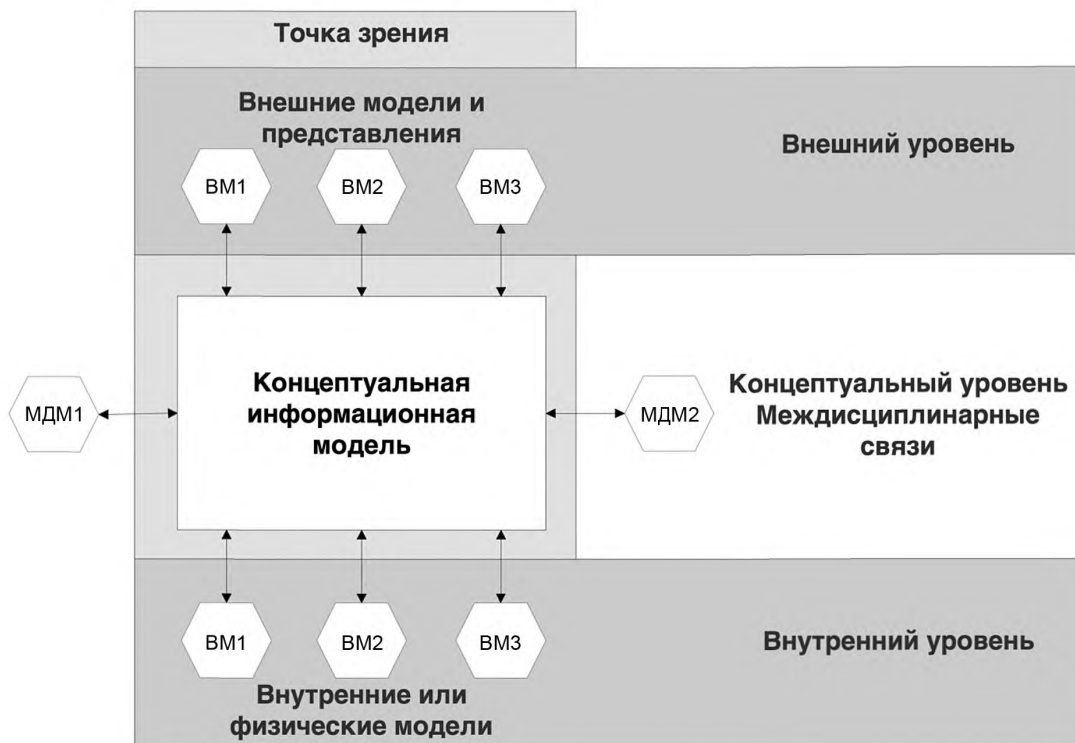 Точка зрения
Внешние модели и
представления
Внешний уровень
ВМ1
ВМ2
ВМ3
Концептуальная
информационная
модель
МДМ1
МДМ2
Концептуальный уровень
Междисциплинарные
связи
ВМ1
ВМ2
ВМ3
Внутренний уровень
Внутренние или
физические модели